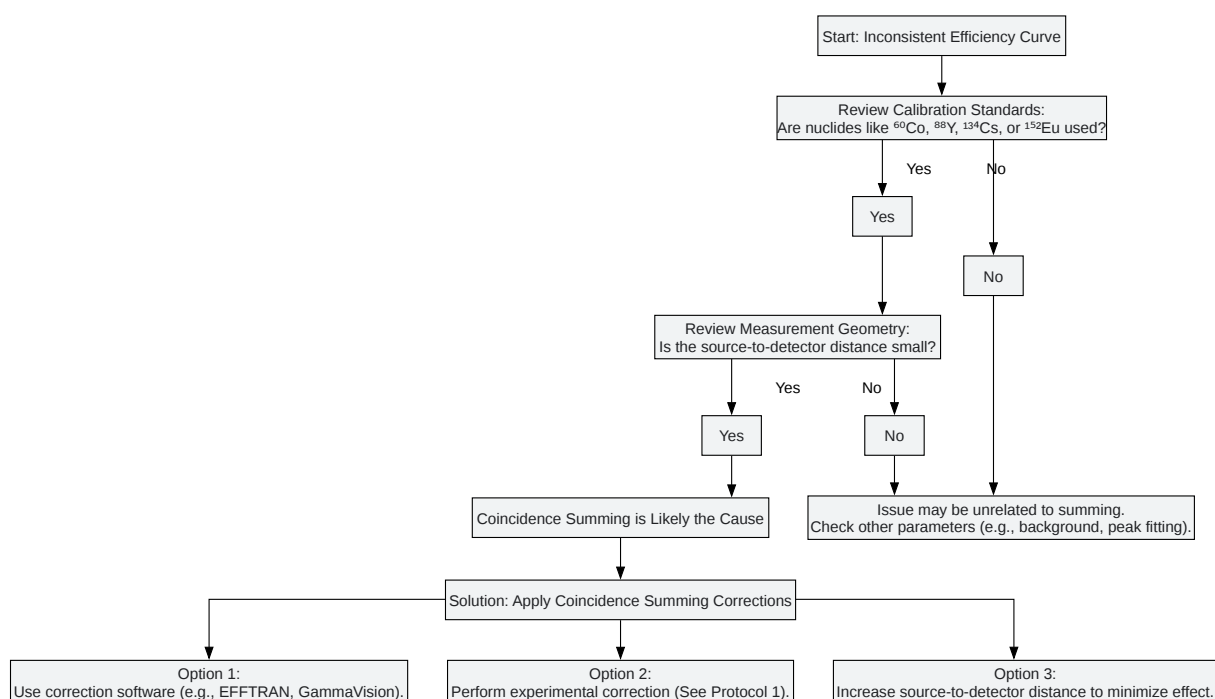 Start: Inconsistent Efficiency Curve
Review Calibration Standards:
Are nuclides like ⁶⁰Co, ⁸⁸Y, ¹³⁴Cs, or ¹⁵²Eu used?
Yes
No
Yes
No
Review Measurement Geometry:
Is the source-to-detector distance small?
Yes
No
Yes
No
Coincidence Summing is Likely the Cause
Issue may be unrelated to summing.
Check other parameters (e.g., background, peak fitting).
Solution: Apply Coincidence Summing Corrections
Option 1:
Use correction software (e.g., EFFTRAN, GammaVision).
Option 2:
Perform experimental correction (See Protocol 1).
Option 3:
Increase source-to-detector distance to minimize effect.